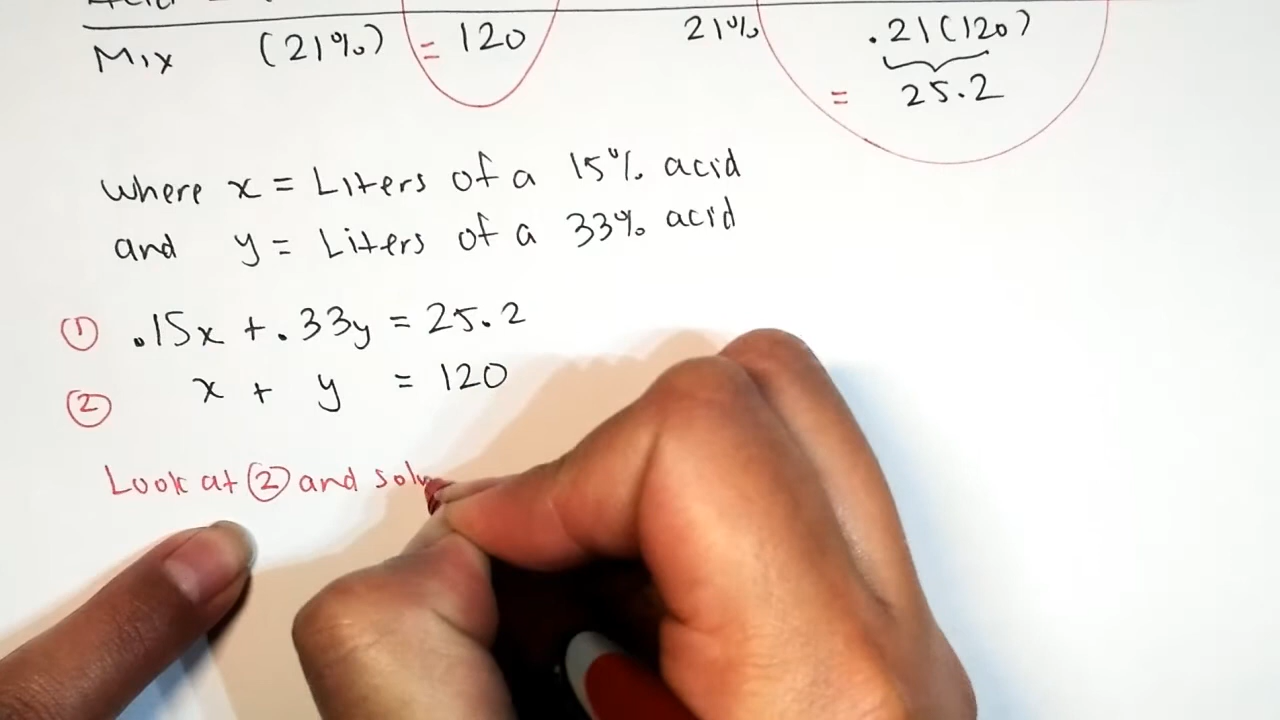 Mix (21%) = 120 21% .21(120)
= 25.2
where x = Liters of a 15% acid
and y = Liters of a 33% acid
① .15x + .33y = 25.2
② x + y = 120
Look at ② and solv